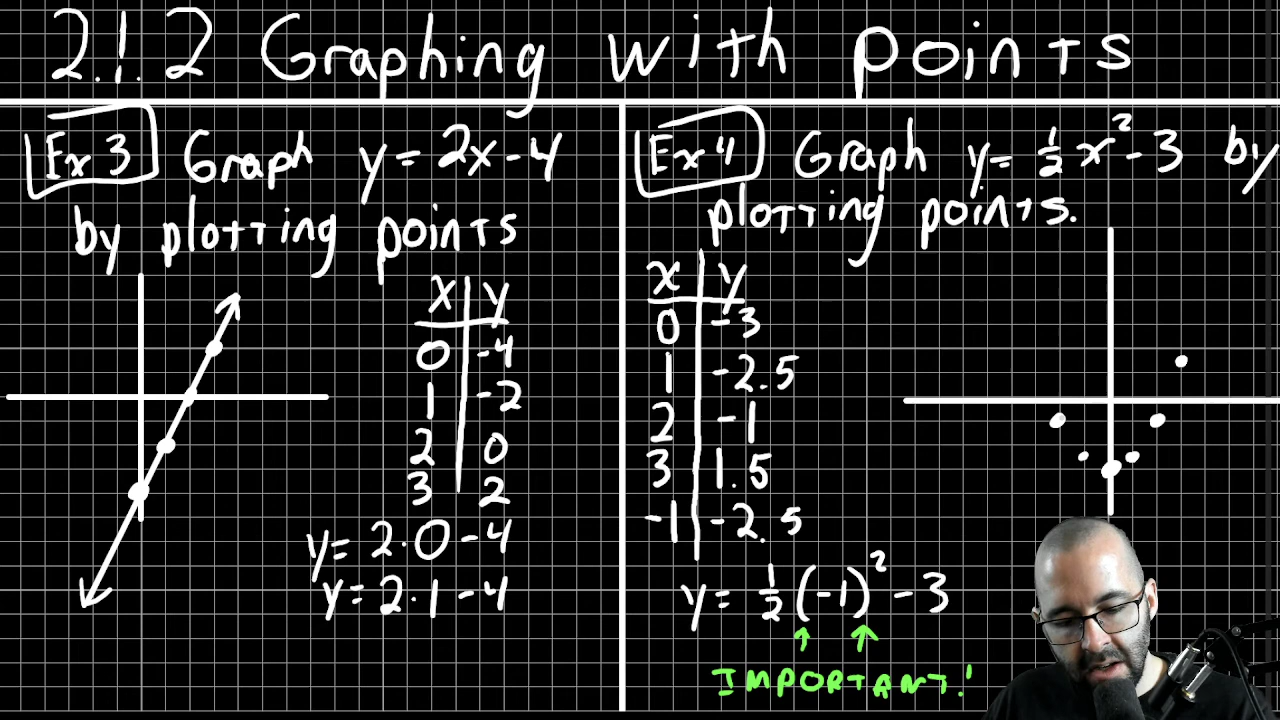 2.1.2 Graphing with points
Ex 3 Graph y = 2x - 4
by plotting points
x y
0 -4
1 -2
2 0
3 2
y = 2·0 - 4
y = 2·1 - 4
Ex 4 Graph y = 1/2 x² - 3 by
plotting points.
x y
0 -3
1 -2.5
2 -1
3 1.5
-1 -2.5
y = 1/2 (-1)² - 3
IMPORTANT!